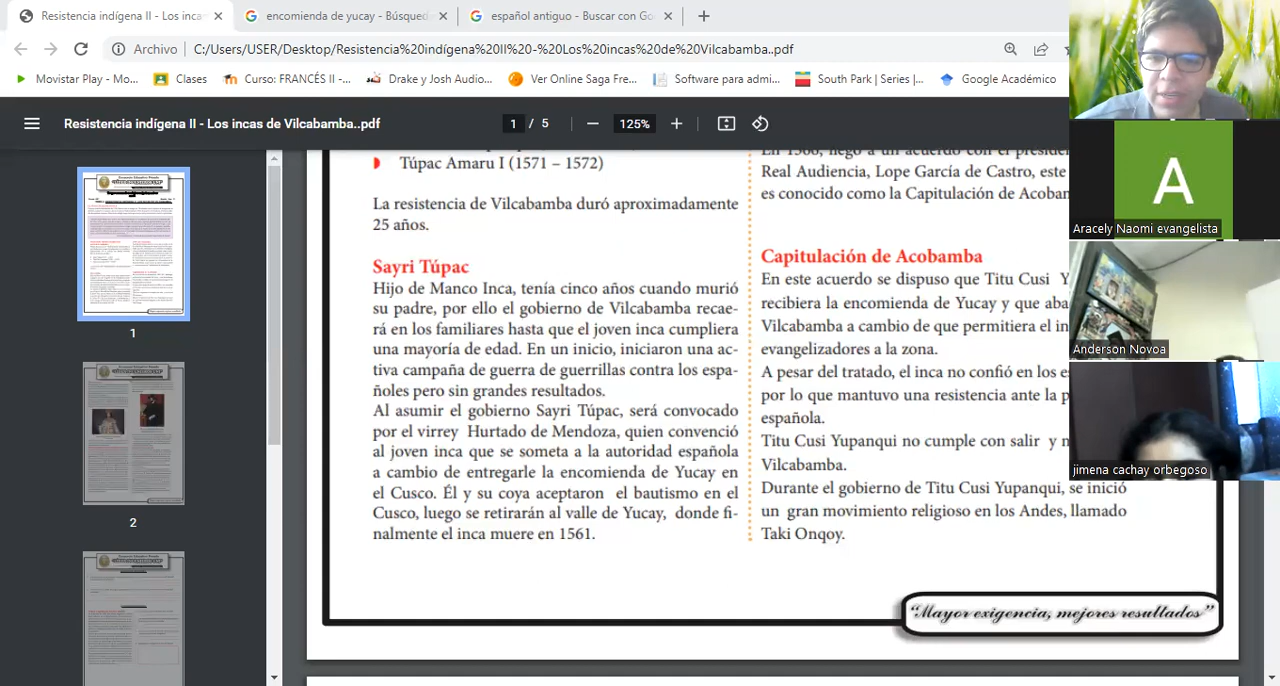 Resistencia indígena II - Los incas
encomienda de yucay - Búsqued
español antiguo - Buscar con Go
Archivo
C:/Users/USER/Desktop/Resistencia%20indígena%20II%20-%20Los%20incas%20de%20Vilcabamba..pdf
Movistar Play - Mo...
Clases
Curso: FRANCÉS II -...
Drake y Josh Audio...
Ver Online Saga Fre...
Software para admi...
South Park | Series |...
Google Académico
Resistencia indígena II - Los incas de Vilcabamba..pdf
1 / 5
125%
1
2
Túpac Amaru I (1571 – 1572)
La resistencia de Vilcabamba duró aproximadamente
25 años.
Sayri Túpac
Hijo de Manco Inca, tenía cinco años cuando murió
su padre, por ello el gobierno de Vilcabamba recae-
rá en los familiares hasta que el joven inca cumpliera
una mayoría de edad. En un inicio, iniciaron una ac-
tiva campaña de guerra de guerrillas contra los espa-
ñoles pero sin grandes resultados.
Al asumir el gobierno Sayri Túpac, será convocado
por el virrey Hurtado de Mendoza, quien convenció
al joven inca que se someta a la autoridad española
a cambio de entregarle la encomienda de Yucay en
el Cusco. Él y su coya aceptaron el bautismo en el
Cusco, luego se retirarán al valle de Yucay, donde fi-
nalmente el inca muere en 1561.
llegó a un acuerdo con el
Real Audiencia, Lope García de Castro, este
es conocido como la Capitulación de
Capitulación de Acobamba
En este acuerdo se dispuso que Titu Cusi
recibiera la encomienda de Yucay y que
Vilcabamba a cambio de que permitiera el
evangelizadores a la zona.
A pesar del tratado, el inca no confió en los
por lo que mantuvo una resistencia ante la
española.
Titu Cusi Yupanqui no cumple con salir y
Vilcabamba.
Durante el gobierno de Titu Cusi Yupanqui, se inició
un gran movimiento religioso en los Andes, llamado
Taki Onqoy.
"Mayor exigencia, mejores resultados"
A
Aracely Naomi evangelista
Anderson Novoa
jimena cachay orbegoso